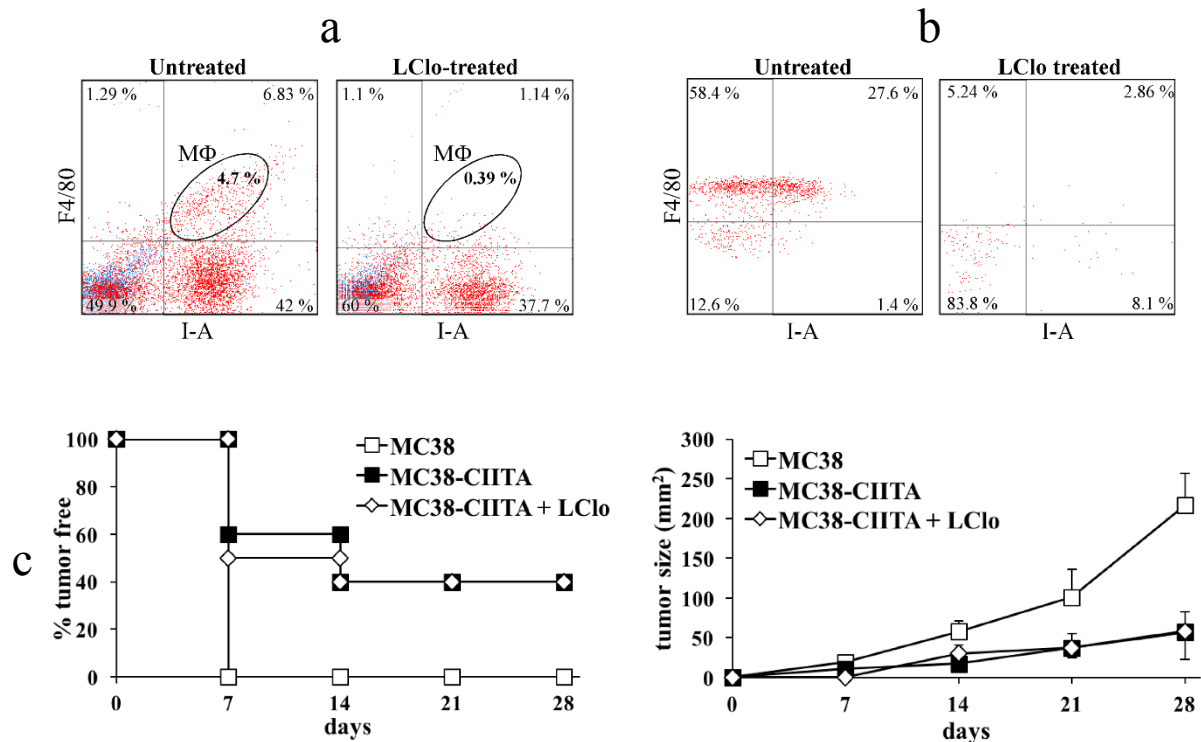 a
Untreated
LClo-treated
1.29 %
6.83 %
1.1 %
1.14 %
MΦ
4.7 %
MΦ
0.39 %
F4/80
49.9 %
42 %
60 %
37.7 %
I-A
I-A
b
Untreated
LClo treated
58.4 %
27.6 %
5.24 %
2.86 %
F4/80
12.6 %
1.4 %
83.8 %
8.1 %
I-A
I-A
c
% tumor free
100
80
60
40
20
0
0
7
14
21
28
days
MC38
MC38-CIITA
MC38-CIITA + LClo
tumor size (mm²)
300
250
200
150
100
50
0
0
7
14
21
28
days
MC38
MC38-CIITA
MC38-CIITA + LClo